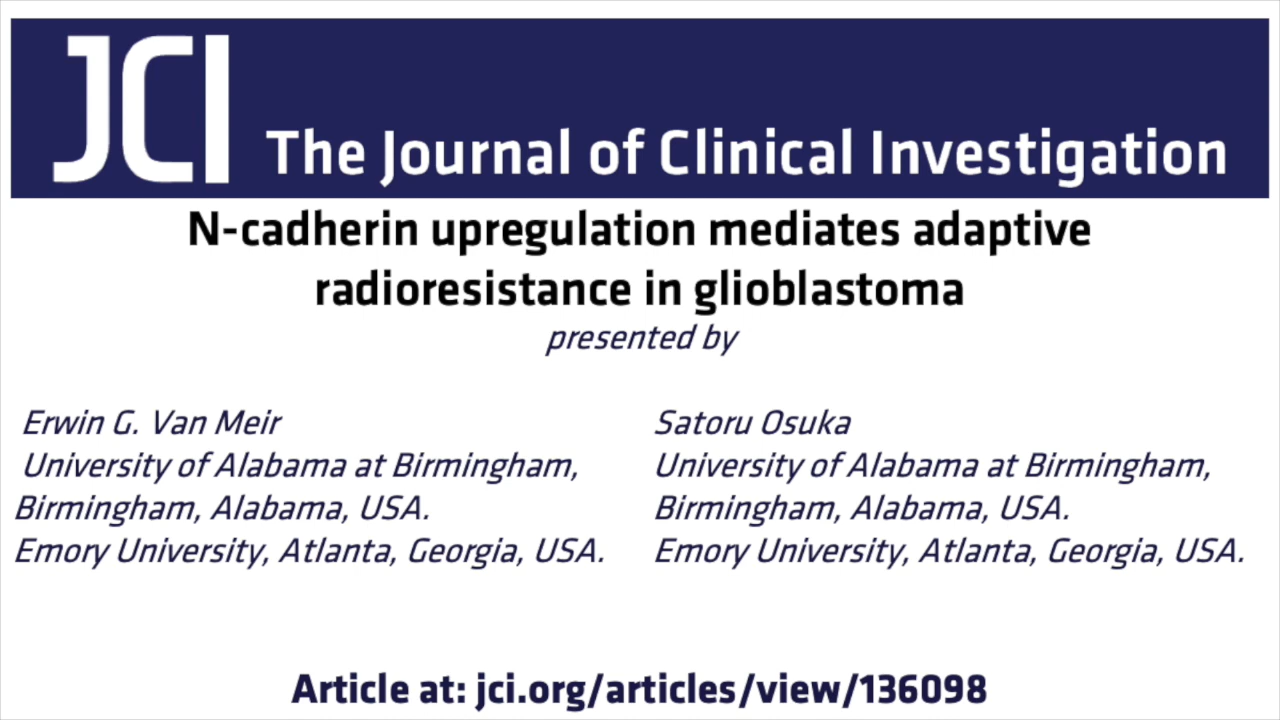 JCI The Journal of Clinical Investigation
N-cadherin upregulation mediates adaptive
radioresistance in glioblastoma
presented by
Erwin G. Van Meir
University of Alabama at Birmingham,
Birmingham, Alabama, USA.
Emory University, Atlanta, Georgia, USA.
Satoru Osuka
University of Alabama at Birmingham,
Birmingham, Alabama, USA.
Emory University, Atlanta, Georgia, USA.
Article at: jci.org/articles/view/136098